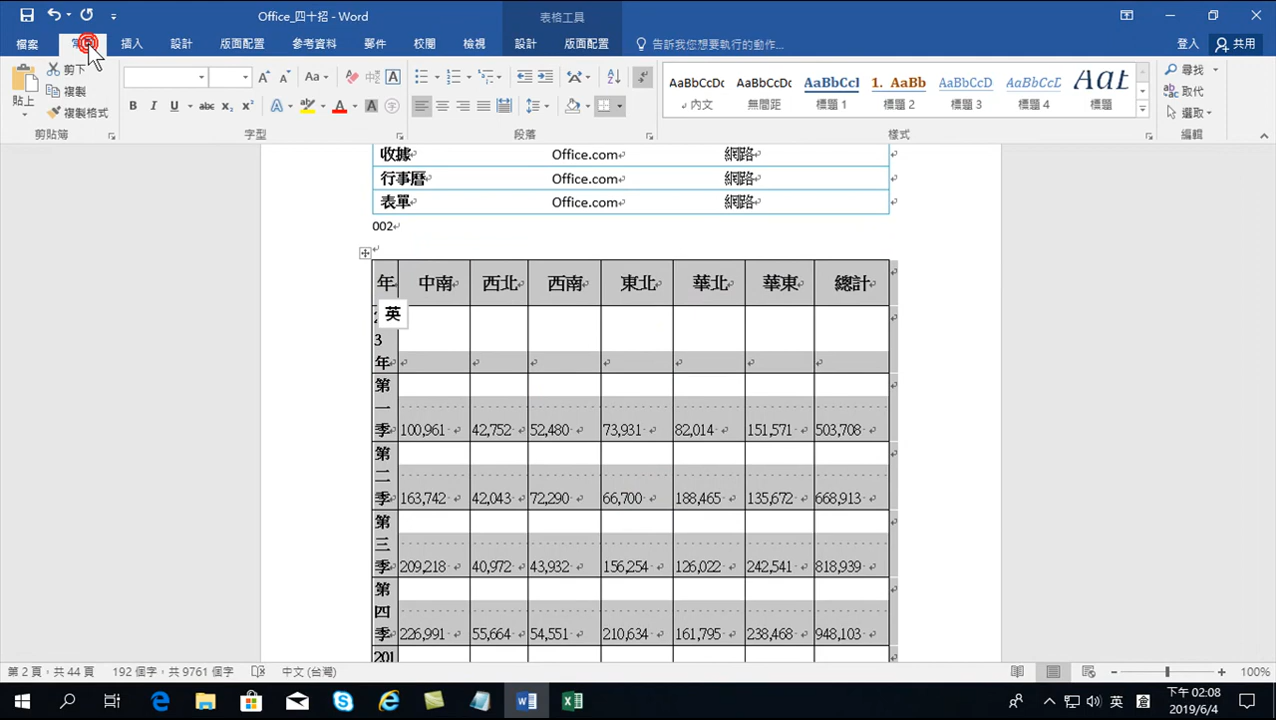 Office_四十招 - Word
表格工具
檔案 插入 設計 版面配置 參考資料 郵件 校閱 檢視 設計 版面配置 告訴我您想要執行的動作... 登入 共用
貼上
剪下
複製
複製格式
剪貼簿
字型
段落
AaBbCcDd AaBbCcDd AaBbCcI 1. AaBb AaBbCcD AaBbCcD
內文 無間距 標題 1 標題 2 標題 3 標題 4 標題
樣式
尋找
取代
選取
編輯
收據 Office.com 網路
行事曆 Office.com 網路
表單 Office.com 網路
002
年 中南 西北 西南 東北 華北 華東 總計
英
3
年
第一季 100,961 42,752 52,480 73,931 82,014 151,571 503,708
第二季 163,742 42,043 72,290 66,700 188,465 135,672 668,913
第三季 209,218 40,972 43,932 156,254 126,022 242,541 818,939
第四季 226,991 55,664 54,551 210,634 161,795 238,468 948,103
201
第 2 頁，共 44 頁 192 個字，共 9761 個字 中文 (台灣) 100%
英
下午 02:08
2019/6/4